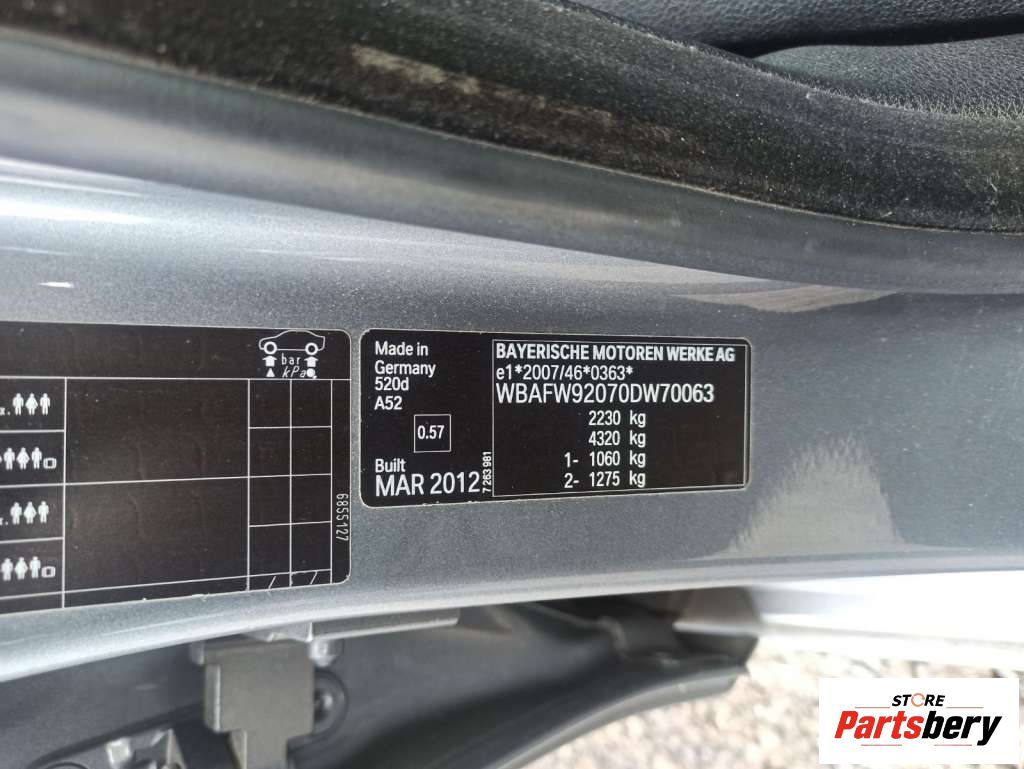 bar
kPa
6855127
Made in
Germany
520d
A52
0.57
Built
MAR 2012
7 263 981
BAYERISCHE MOTOREN WERKE AG
e1*2007/46*0363*
WBAFW92070DW70063
2230 kg
4320 kg
1- 1060 kg
2- 1275 kg
STORE
Partsbery